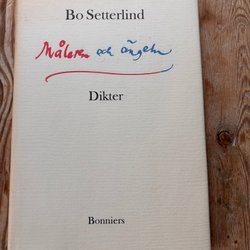 Bo Setterlind
Målaren och ängeln
Dikter
Bonniers